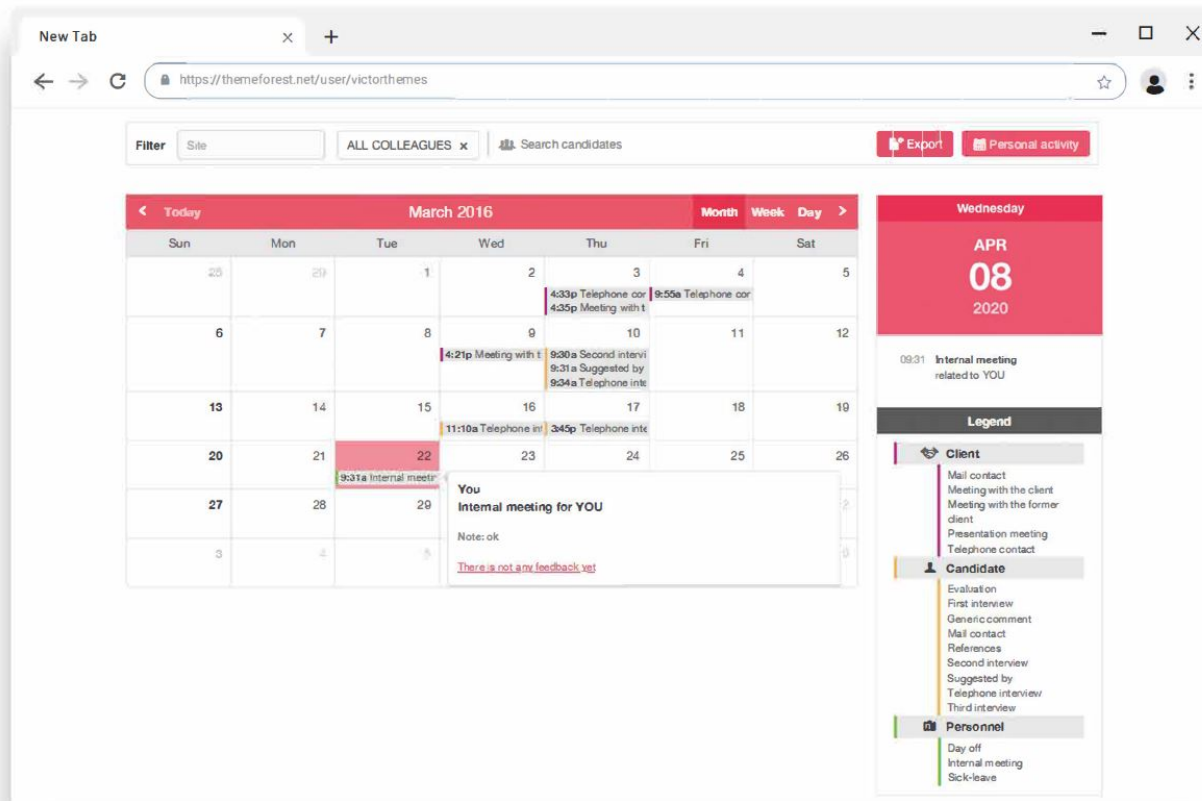 New Tab
https://themeforest.net/user/victorthemes
Filter Site ALL COLLEAGUES x Search candidates Export Personal activity
Today March 2016 Month Week Day
Sun Mon Tue Wed Thu Fri Sat
29 1 2 3 4 5
4:33p Telephone cor 9:55a Telephone cor
4:35p Meeting with t
6 7 8 9 10 11 12
4:21p Meeting with t 9:30a Second intervi
9:31a Suggested by
9:34a Telephone inte
13 14 15 16 17 18 19
11:10a Telephone int 3:45p Telephone inte
20 21 22 23 24 25 26
9:31a Internal meetin
27 28 29 2
3 4 5 9
You
Internal meeting for YOU
Note: ok
There is not any feedback yet
Wednesday
APR
08
2020
09:31 Internal meeting
related to YOU
Legend
Client
Mail contact
Meeting with the client
Meeting with the former
client
Presentation meeting
Telephone contact
Candidate
Evaluation
First interview
Generic comment
Mail contact
References
Second interview
Suggested by
Telephone interview
Third interview
Personnel
Day off
Internal meeting
Sick-leave